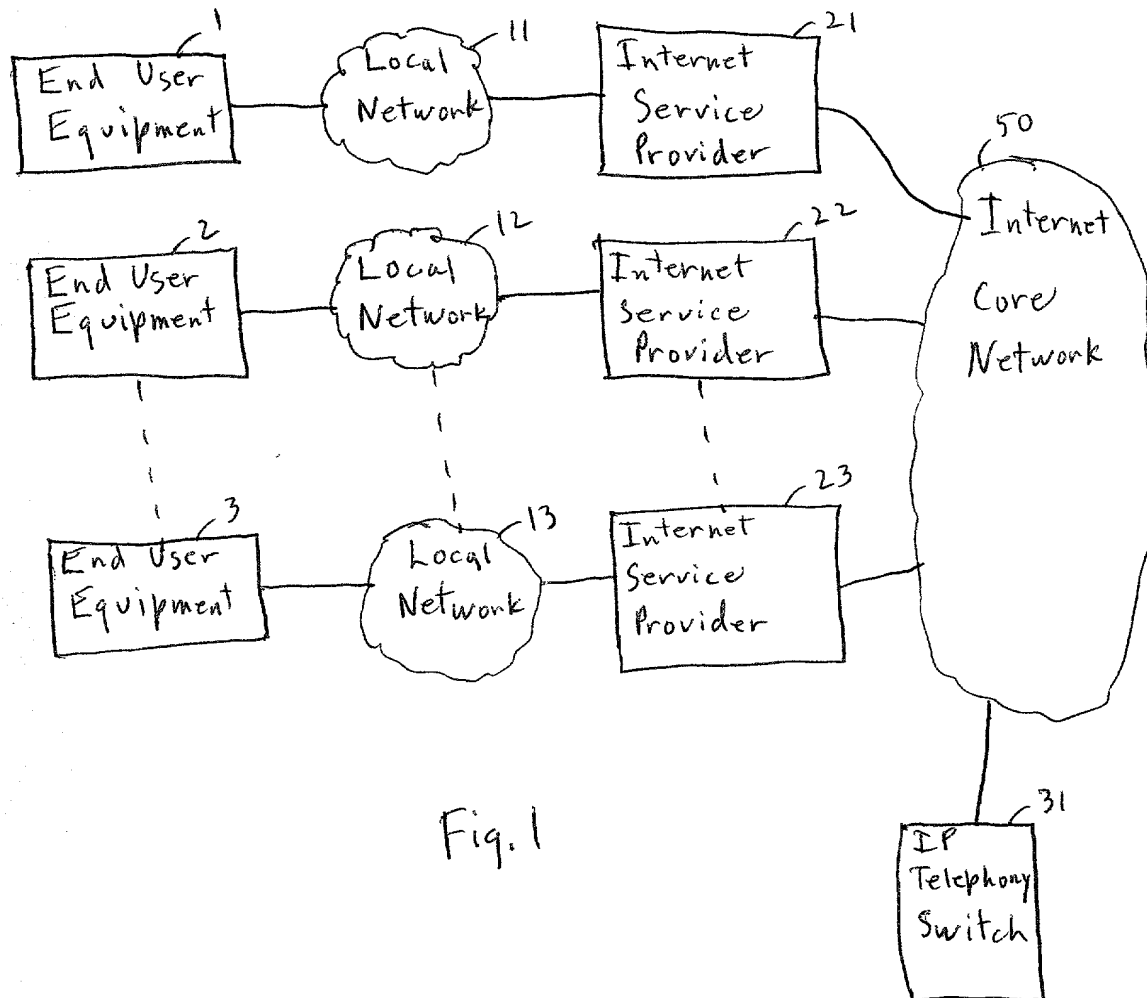 1
End User
Equipment
11
Local
Network
21
Internet
Service
Provider
50
Internet
Core
Network
2
End User
Equipment
12
Local
Network
22
Internet
Service
Provider
3
End User
Equipment
13
Local
Network
23
Internet
Service
Provider
31
IP
Telephony
Switch
Fig. 1